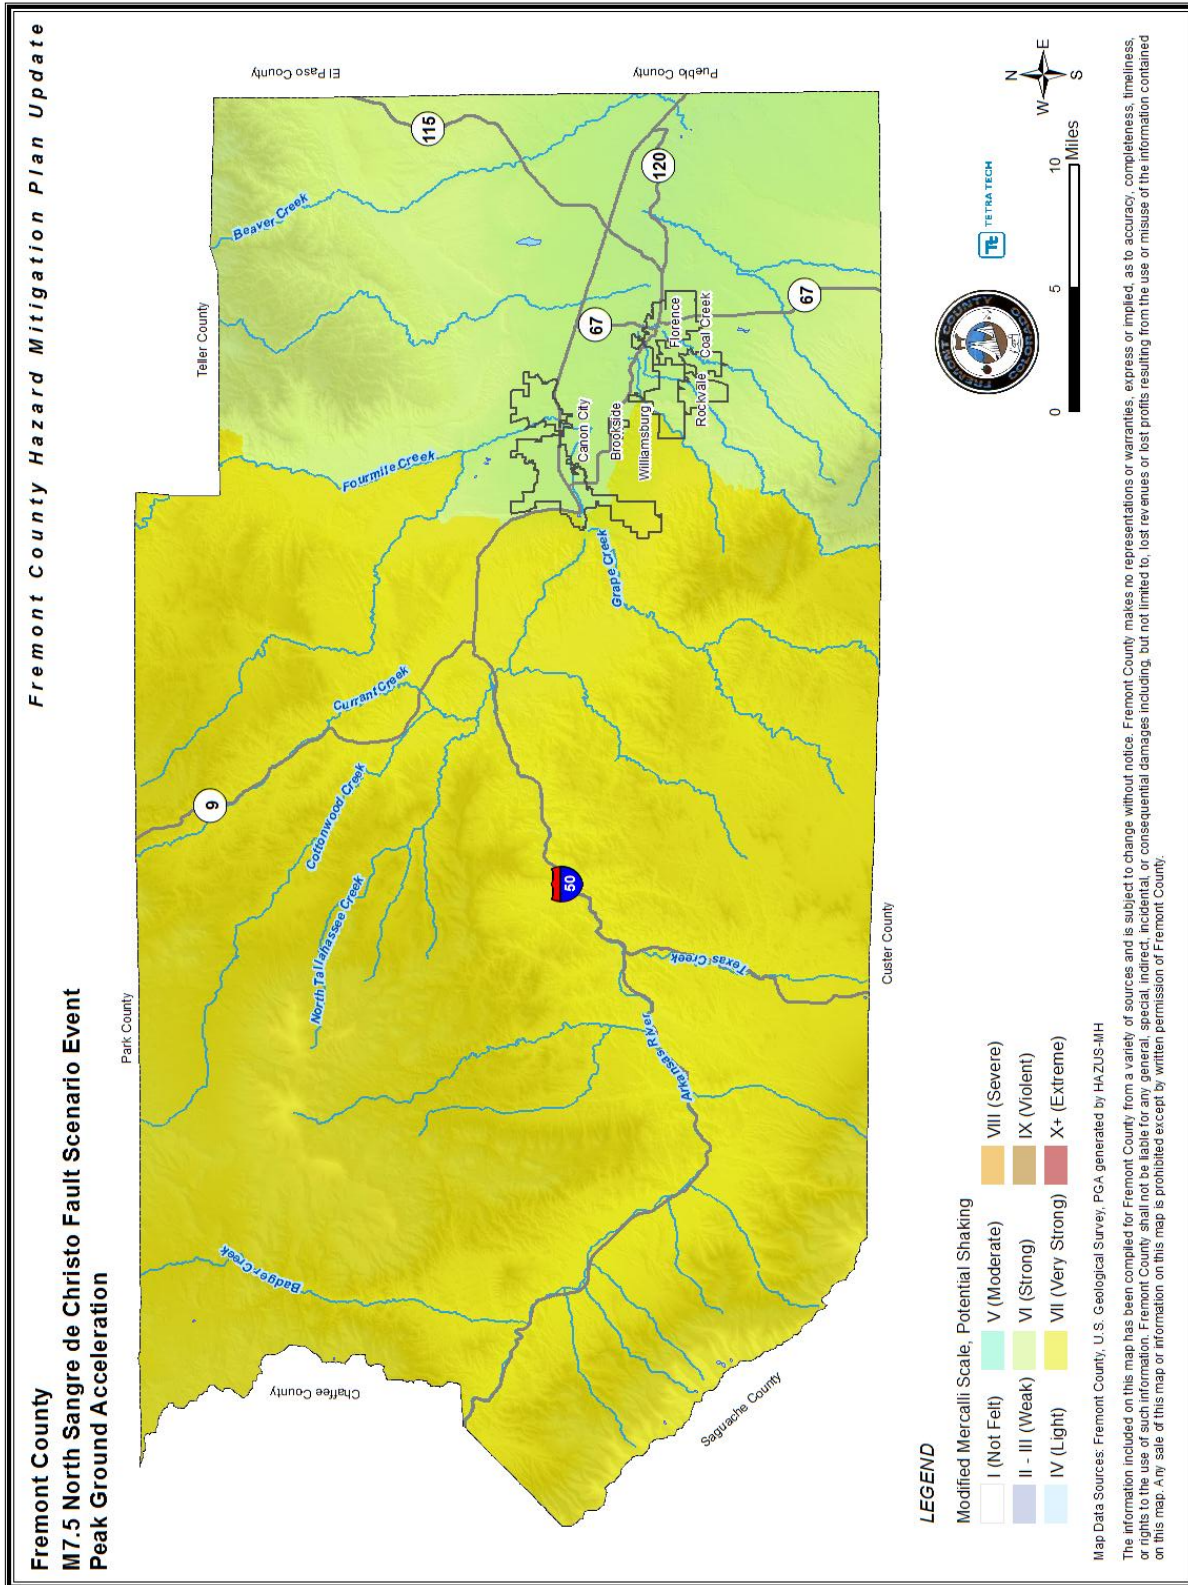 Fremont County Hazard Mitigation Plan Update
Fremont County
M7.5 North Sangre de Christo Fault Scenario Event
Peak Ground Acceleration
Park County
Teller County
El Paso County
Pueblo County
Chaffee County
Saguache County
Custer County
Badger Creek
North Tallahassee Creek
Cottonwood Creek
Currant Creek
Fourmile Creek
Beaver Creek
Grape Creek
Texas Creek
Arkansas River
9
50
115
120
67
67
Canon City
Brookside
Williamsburg
Florence
Coal Creek
Rockvale
LEGEND
Modified Mercalli Scale, Potential Shaking
I (Not Felt)
II - III (Weak)
IV (Light)
V (Moderate)
VI (Strong)
VII (Very Strong)
VIII (Severe)
IX (Violent)
X+ (Extreme)
FREMONT COUNTY
COLORADO
Tt
TETRA TECH
0 5 10
Miles
N
W E
S
Map Data Sources: Fremont County, U.S. Geological Survey, PGA generated by HAZUS-MH
The information included on this map has been compiled for Fremont County from a variety of sources and is subject to change without notice. Fremont County makes no representations or warranties, express or implied, as to accuracy, completeness, timeliness,
or rights to the use of such information. Fremont County shall not be liable for any general, special, indirect, incidental, or consequential damages including, but not limited to, lost revenues or lost profits resulting from the use or misuse of the information contained
on this map. Any sale of this map or information on this map is prohibited except by written permission of Fremont County.